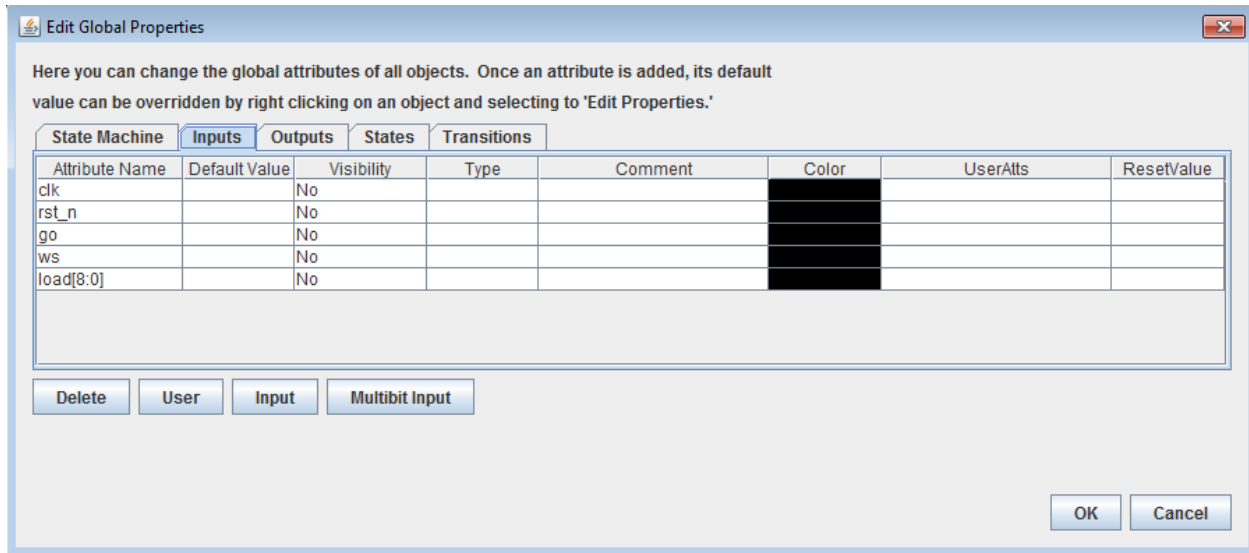 Edit Global Properties
Here you can change the global attributes of all objects.  Once an attribute is added, its default
value can be overridden by right clicking on an object and selecting to 'Edit Properties.'
State Machine Inputs Outputs States Transitions
Attribute Name Default Value Visibility Type Comment Color UserAtts ResetValue
clk No
rst_n No
go No
ws No
load[8:0] No
Delete User Input Multibit Input
OK Cancel